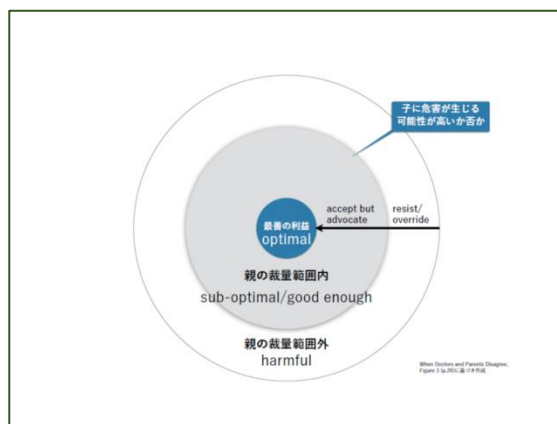 子に危害が生じる
可能性が高いか否か
accept but
advocate
resist/
override
最善の利益
optimal
親の裁量範囲内
sub-optimal/good enough
親の裁量範囲外
harmful
When Doctors and Parents Disagree,
Figure 3 (p.26)に基づき作成